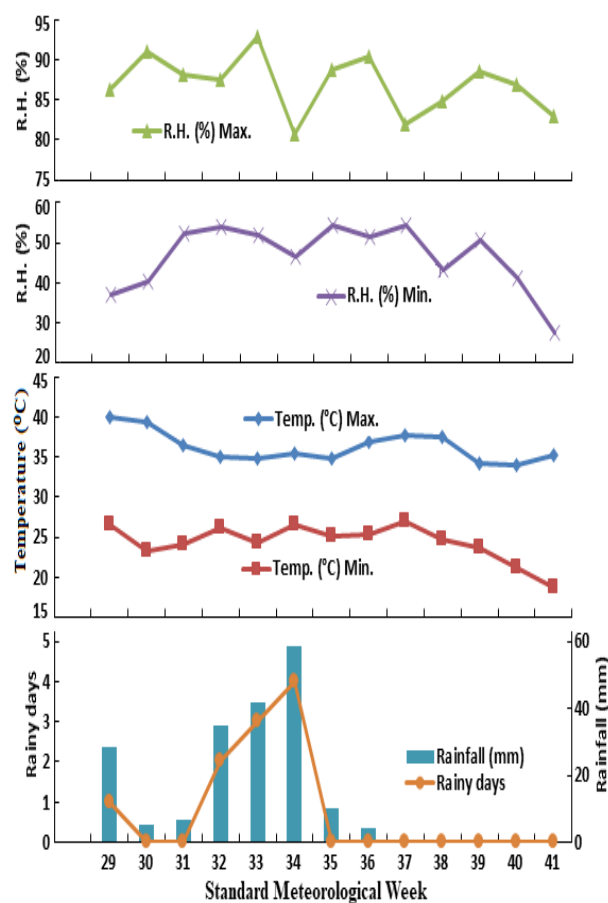 R.H. (%)
95
90
85
80
75
R.H. (%) Max.
R.H. (%)
60
50
40
30
20
R.H. (%) Min.
Temperature (⁰C)
45
40
35
30
25
20
15
Temp. (°C) Max.
Temp. (°C) Min.
Rainy days
5
4
3
2
1
0
Rainfall (mm)
Rainy days
60
40
20
0
Rainfall (mm)
29 30 31 32 33 34 35 36 37 38 39 40 41
Standard Meteorological Week